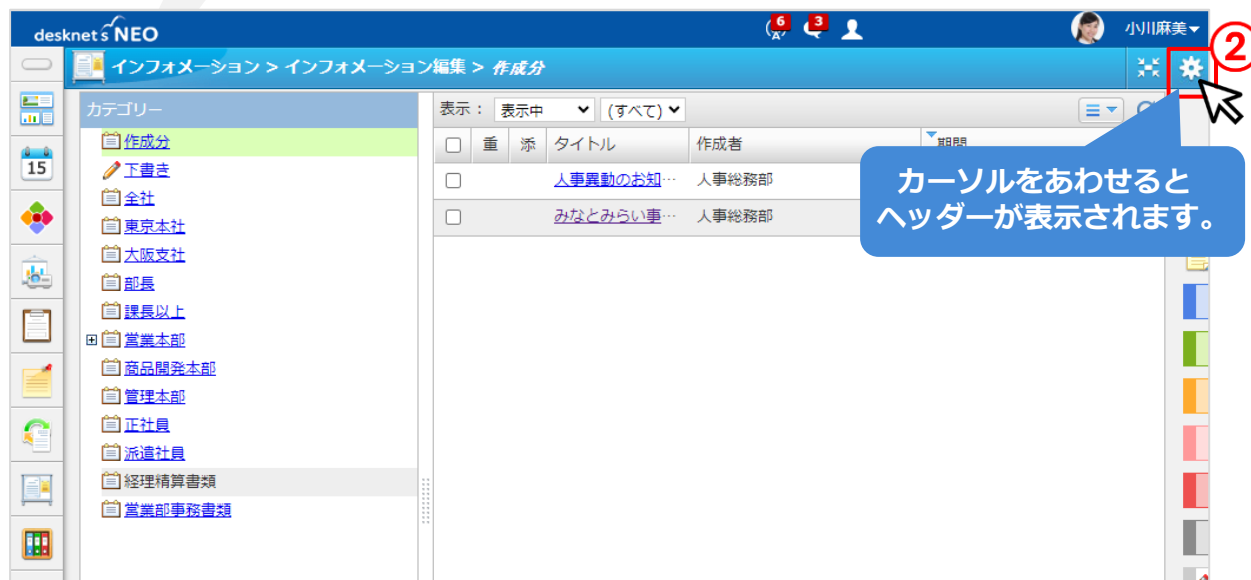 desknet's NEO
6
3
小川麻美
②
インフォメーション > インフォメーション編集 > 作成分
カテゴリー
作成分
下書き
全社
東京本社
大阪支社
部長
課長以上
営業本部
商品開発本部
管理本部
正社員
派遣社員
経理精算書類
営業部事務書類
15
表示： 表示中 (すべて)
重 添 タイトル 作成者 期間
人事異動のお知… 人事総務部
みなとみらい事… 人事総務部
カーソルをあわせると
ヘッダーが表示されます。